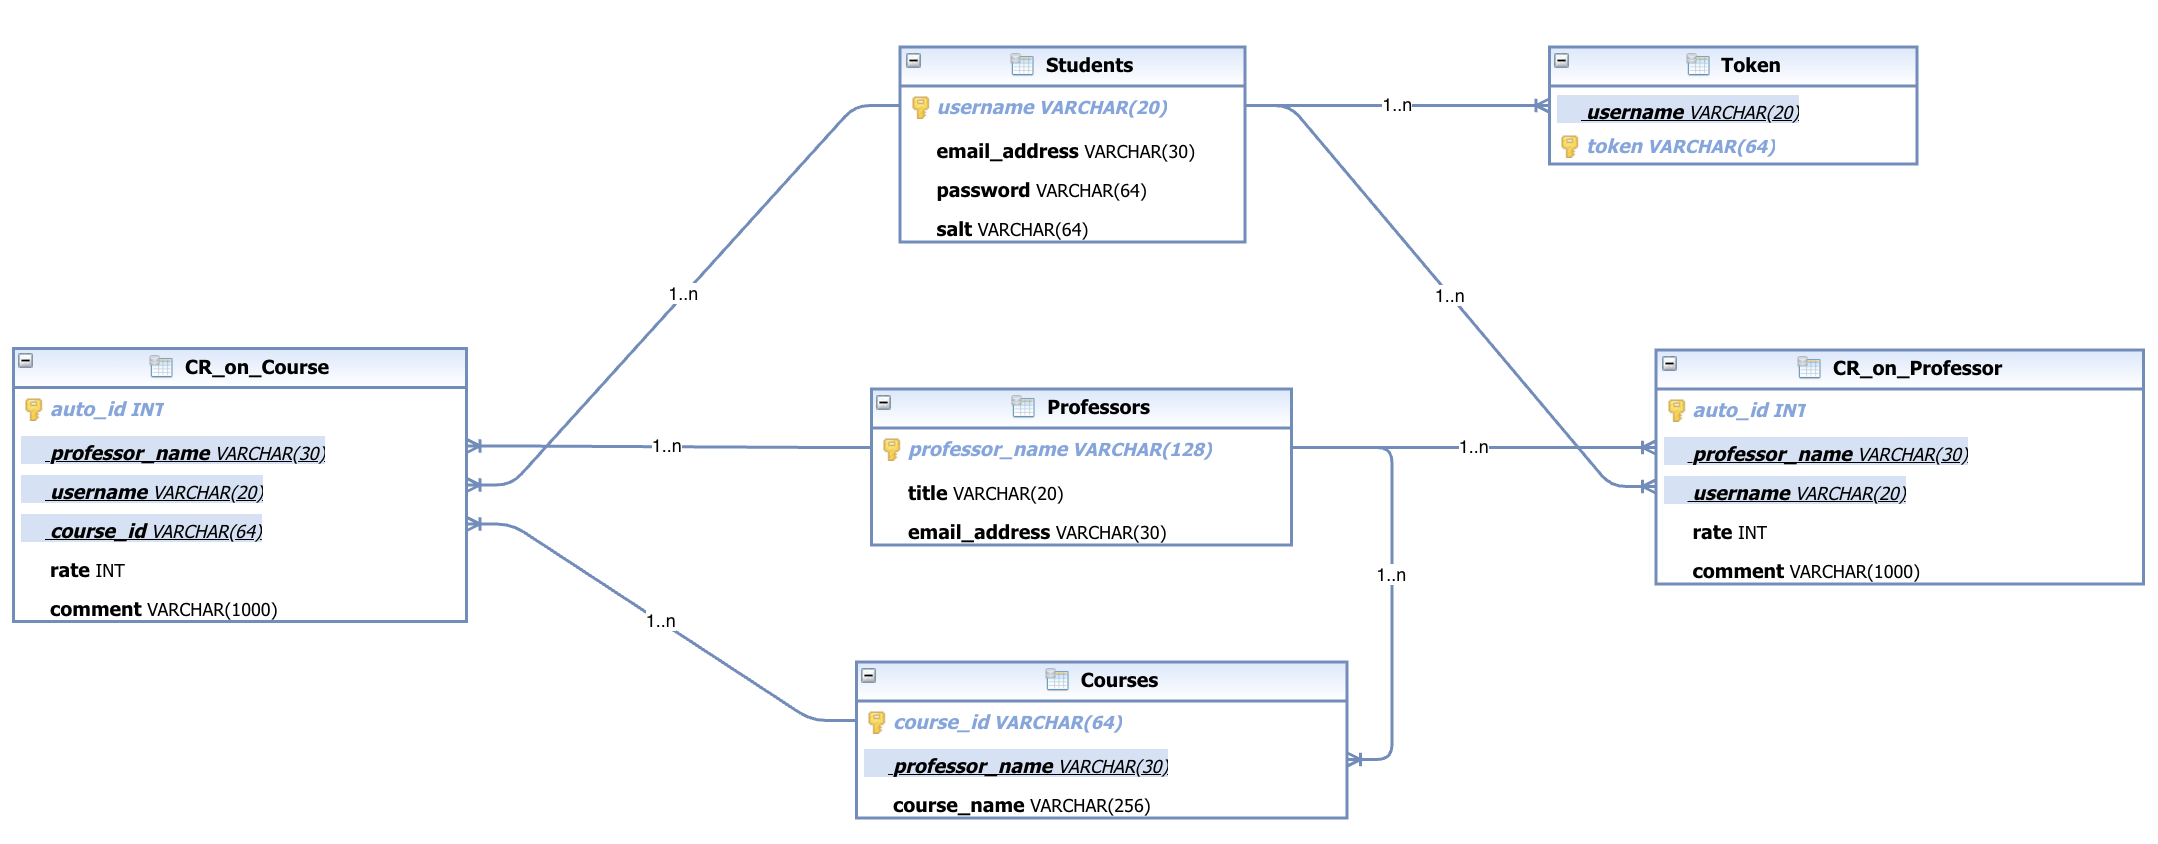 Students
username VARCHAR(20)
email_address VARCHAR(30)
password VARCHAR(64)
salt VARCHAR(64)
1..n
Token
username VARCHAR(20)
token VARCHAR(64)
1..n
1..n
CR_on_Course
auto_id INT
professor_name VARCHAR(30)
username VARCHAR(20)
course_id VARCHAR(64)
rate INT
comment VARCHAR(1000)
1..n
Professors
professor_name VARCHAR(128)
title VARCHAR(20)
email_address VARCHAR(30)
1..n
CR_on_Professor
auto_id INT
professor_name VARCHAR(30)
username VARCHAR(20)
rate INT
comment VARCHAR(1000)
1..n
1..n
Courses
course_id VARCHAR(64)
professor_name VARCHAR(30)
course_name VARCHAR(256)